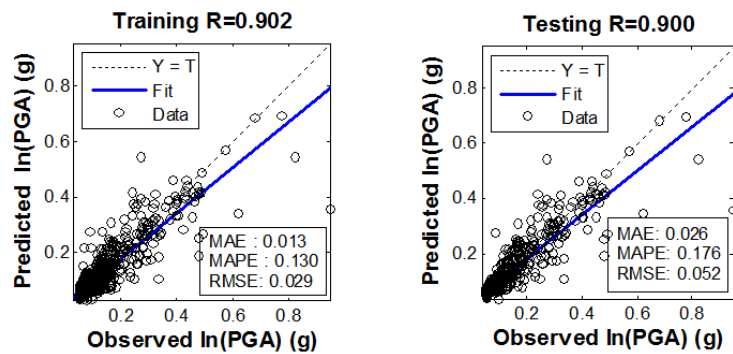 Training R=0.902
Predicted ln(PGA) (g)
0.8
0.6
0.4
0.2
Y = T
Fit
Data
MAE : 0.013
MAPE : 0.130
RMSE: 0.029
0.2 0.4 0.6 0.8
Observed ln(PGA) (g)
Testing R=0.900
Predicted ln(PGA) (g)
0.8
0.6
0.4
0.2
Y = T
Fit
Data
MAE: 0.026
MAPE: 0.176
RMSE: 0.052
0.2 0.4 0.6 0.8
Observed ln(PGA) (g)